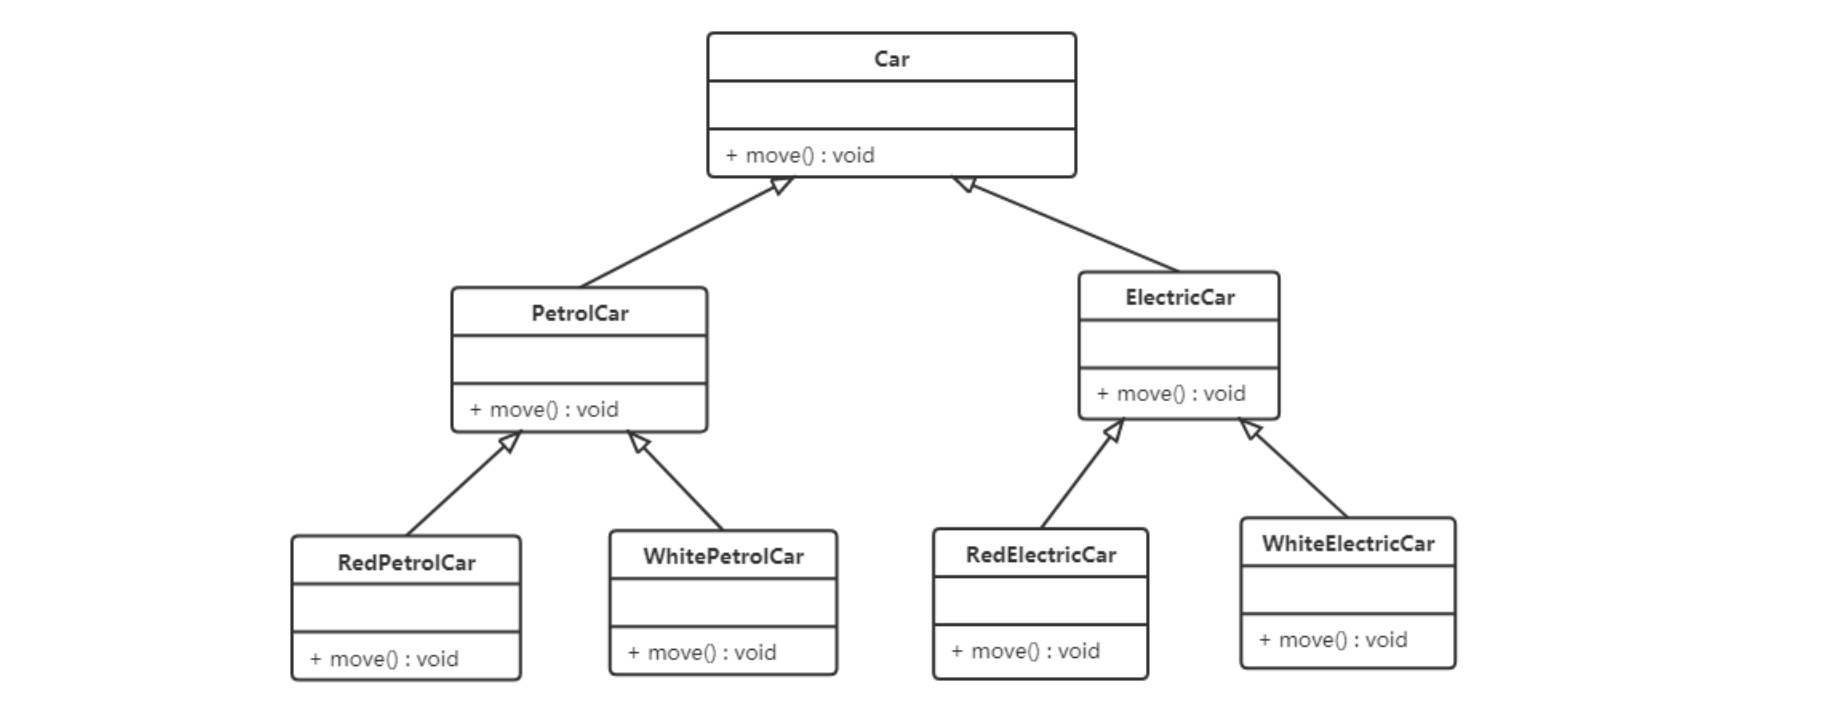 Car
+ move() : void
PetrolCar
+ move() : void
ElectricCar
+ move() : void
RedPetrolCar
+ move() : void
WhitePetrolCar
+ move() : void
RedElectricCar
+ move() : void
WhiteElectricCar
+ move() : void